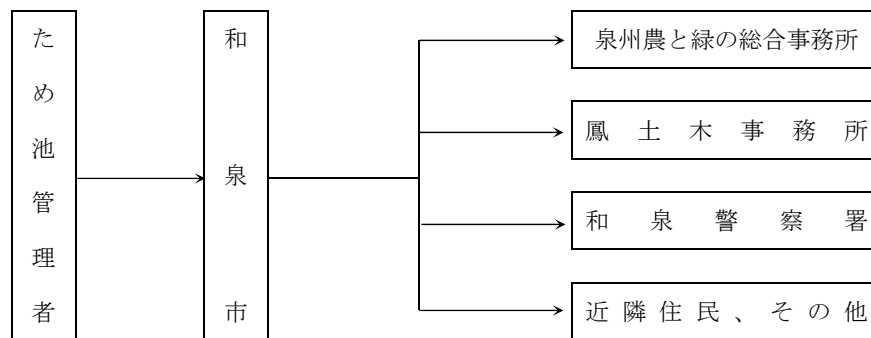 ため池管理者
和泉市
泉州農と緑の総合事務所
鳳土木事務所
和泉警察署
近隣住民、その他